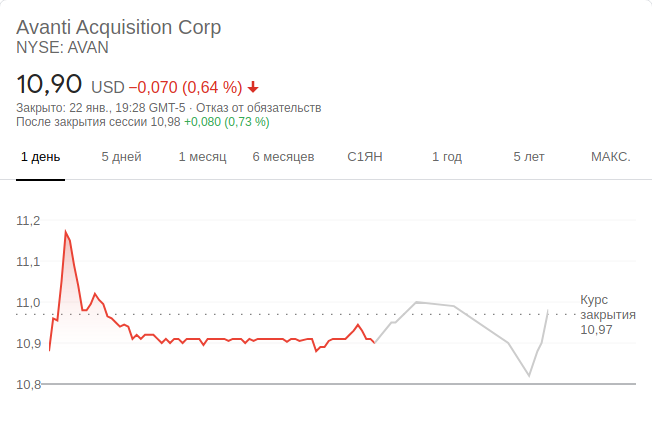 Avanti Acquisition Corp
NYSE: AVAN
10,90 USD −0,070 (0,64 %)
Закрыто: 22 янв., 19:28 GMT-5 · Отказ от обязательств
После закрытия сессии 10,98 +0,080 (0,73 %)
1 день 5 дней 1 месяц 6 месяцев С1ЯН 1 год 5 лет МАКС.
11,2
11,1
11,0
10,9
10,8
Курс
закрытия
10,97